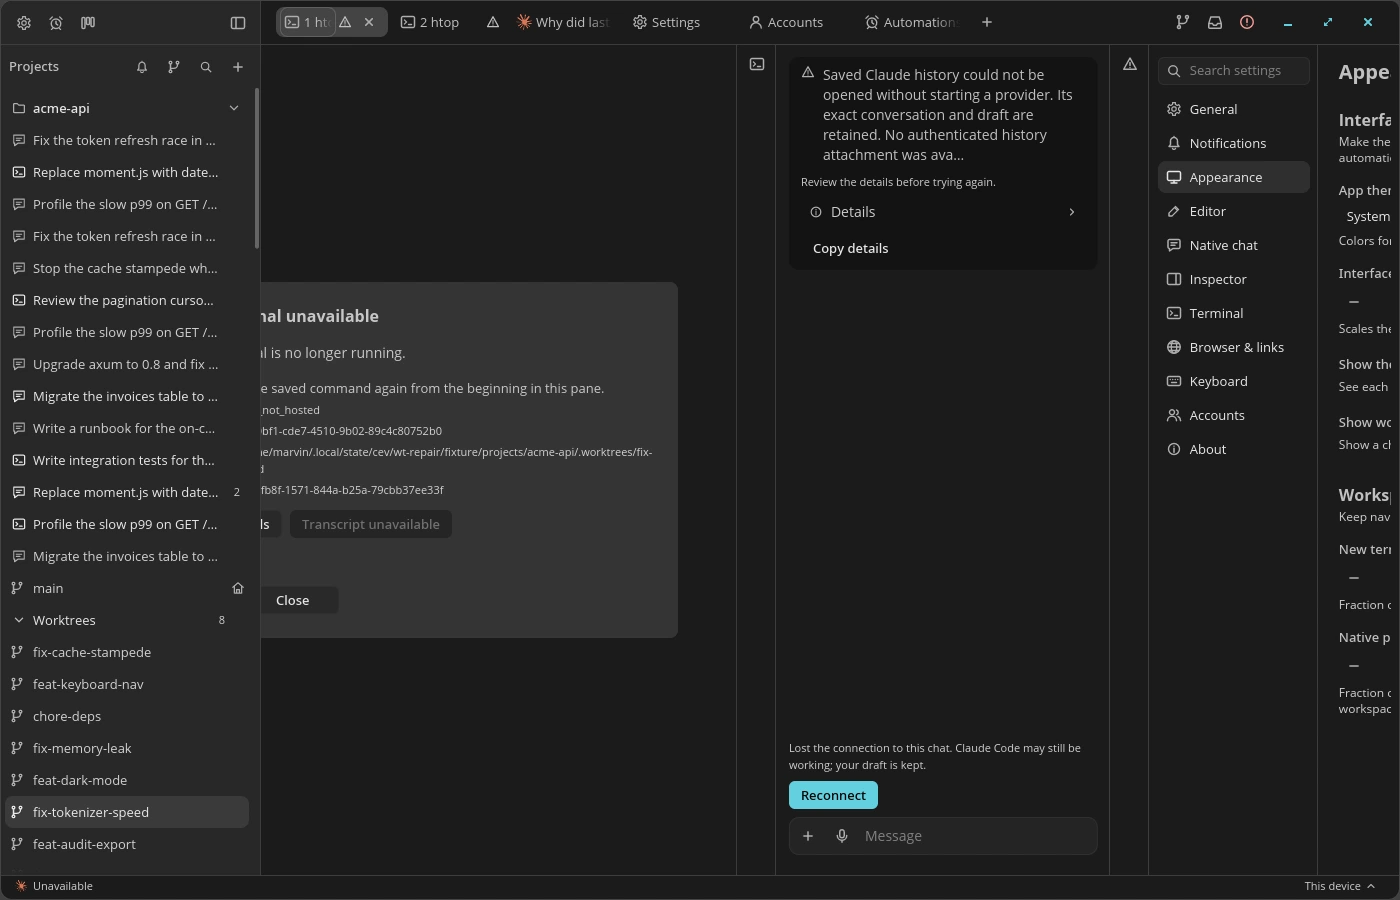 1 ht
2 htop
Why did last
Settings
Accounts
Automation
Projects
acme-api
Fix the token refresh race in ...
Replace moment.js with date...
Profile the slow p99 on GET /...
Fix the token refresh race in ...
Stop the cache stampede wh...
Review the pagination curso...
Profile the slow p99 on GET /...
Upgrade axum to 0.8 and fix ...
Migrate the invoices table to ...
Write a runbook for the on-c...
Write integration tests for th...
Replace moment.js with date... 2
Profile the slow p99 on GET /...
Migrate the invoices table to ...
main
Worktrees 8
fix-cache-stampede
feat-keyboard-nav
chore-deps
fix-memory-leak
feat-dark-mode
fix-tokenizer-speed
feat-audit-export
nal unavailable
al is no longer running.
e saved command again from the beginning in this pane.
_not_hosted
bf1-cde7-4510-9b02-89c4c80752b0
ne/marvin/.local/state/cev/wt-repair/fixture/projects/acme-api/.worktrees/fix-
d
fb8f-1571-844a-b25a-79cbb37ee33f
ls
Transcript unavailable
Close
Saved Claude history could not be
opened without starting a provider. Its
exact conversation and draft are
retained. No authenticated history
attachment was ava...
Review the details before trying again.
Details
Copy details
Lost the connection to this chat. Claude Code may still be
working; your draft is kept.
Reconnect
Message
Search settings
General
Notifications
Appearance
Editor
Native chat
Inspector
Terminal
Browser & links
Keyboard
Accounts
About
Appe
Interfa
Make the
automati
App ther
System
Colors for
Interface
Scales the
Show the
See each
Show wo
Show a ch
Worksp
Keep nav
New terr
Fraction o
Native p
Fraction o
workspac
Unavailable
This device